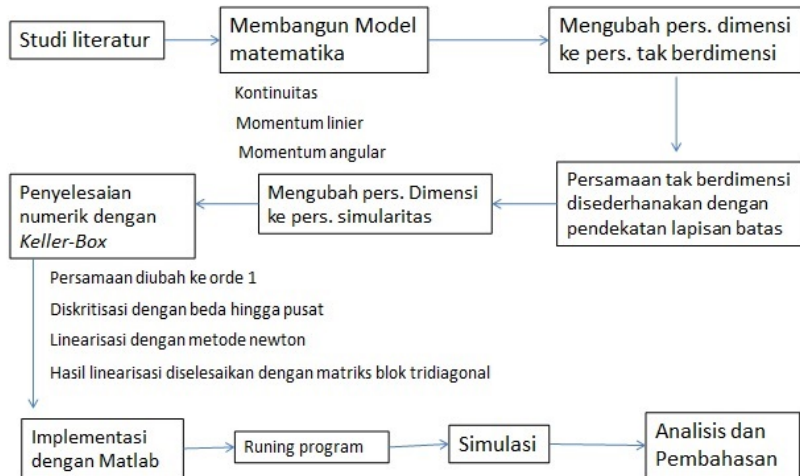 Studi literatur
Membangun Model
matematika
Mengubah pers. dimensi
ke pers. tak berdimensi
Kontinuitas
Momentum linier
Momentum angular
Persamaan tak berdimensi
disederhanakan dengan
pendekatan lapisan batas
Mengubah pers. Dimensi
ke pers. simularitas
Penyelesaian
numerik dengan
Keller-Box
Persamaan diubah ke orde 1
Diskritisasi dengan beda hingga pusat
Linearisasi dengan metode newton
Hasil linearisasi diselesaikan dengan matriks blok tridiagonal
Implementasi
dengan Matlab
Runing program
Simulasi
Analisis dan
Pembahasan